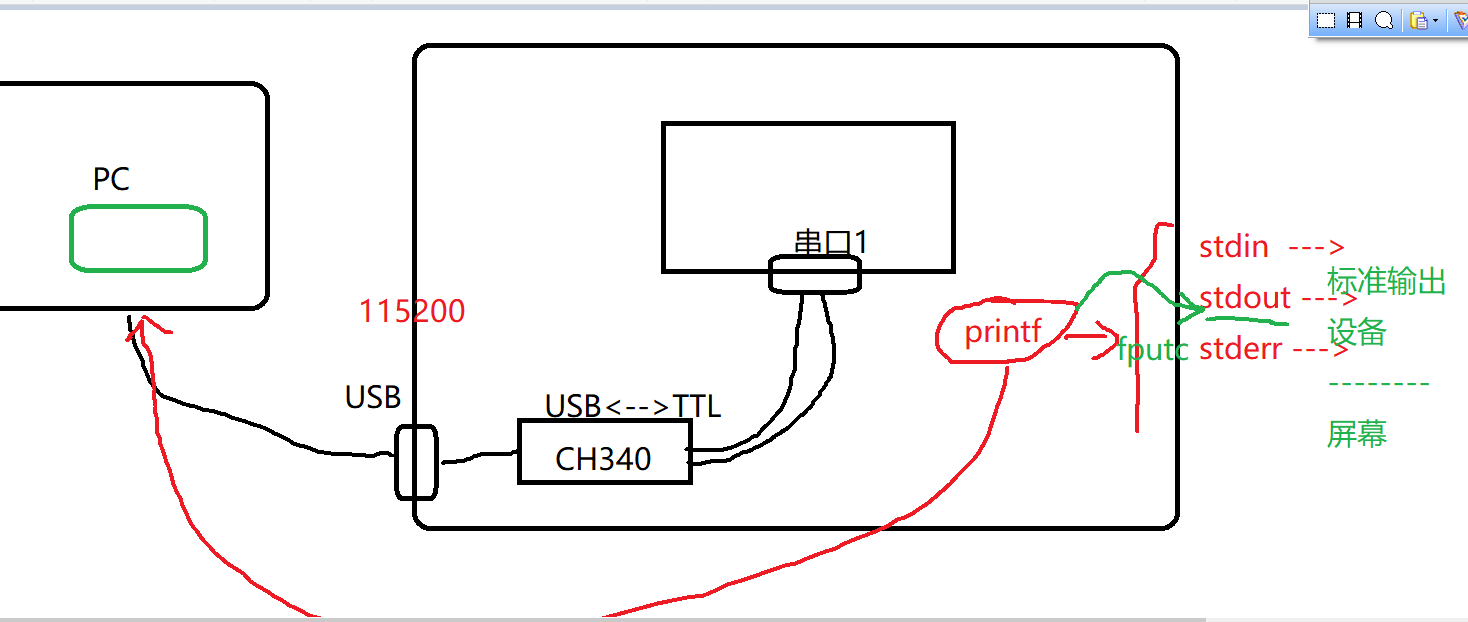 PC
串口1
115200
USB
USB<-->TTL
CH340
printf
fputc
stdin --->
stdout --->
stderr --->
标准输出
设备
--------
屏幕